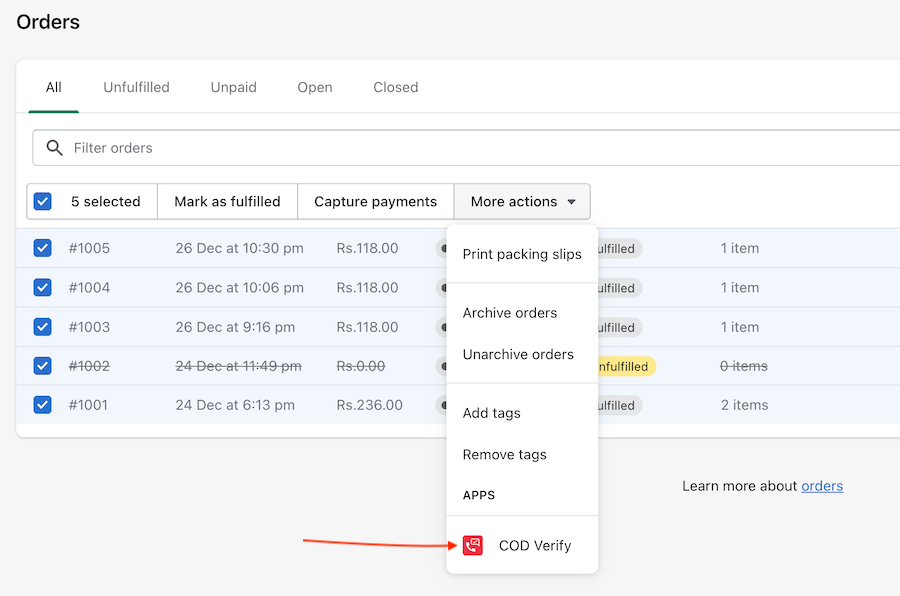 Orders
All Unfulfilled Unpaid Open Closed
Filter orders
5 selected Mark as fulfilled Capture payments More actions
#1005 26 Dec at 10:30 pm Rs.118.00 ulfilled 1 item
Print packing slips
#1004 26 Dec at 10:06 pm Rs.118.00 ulfilled 1 item
Archive orders
#1003 26 Dec at 9:16 pm Rs.118.00 ulfilled 1 item
Unarchive orders
#1002 24 Dec at 11:49 pm Rs.0.00 nfulfilled 0 items
#1001 24 Dec at 6:13 pm Rs.236.00 ulfilled 2 items
Add tags
Remove tags
APPS
Learn more about orders
COD Verify